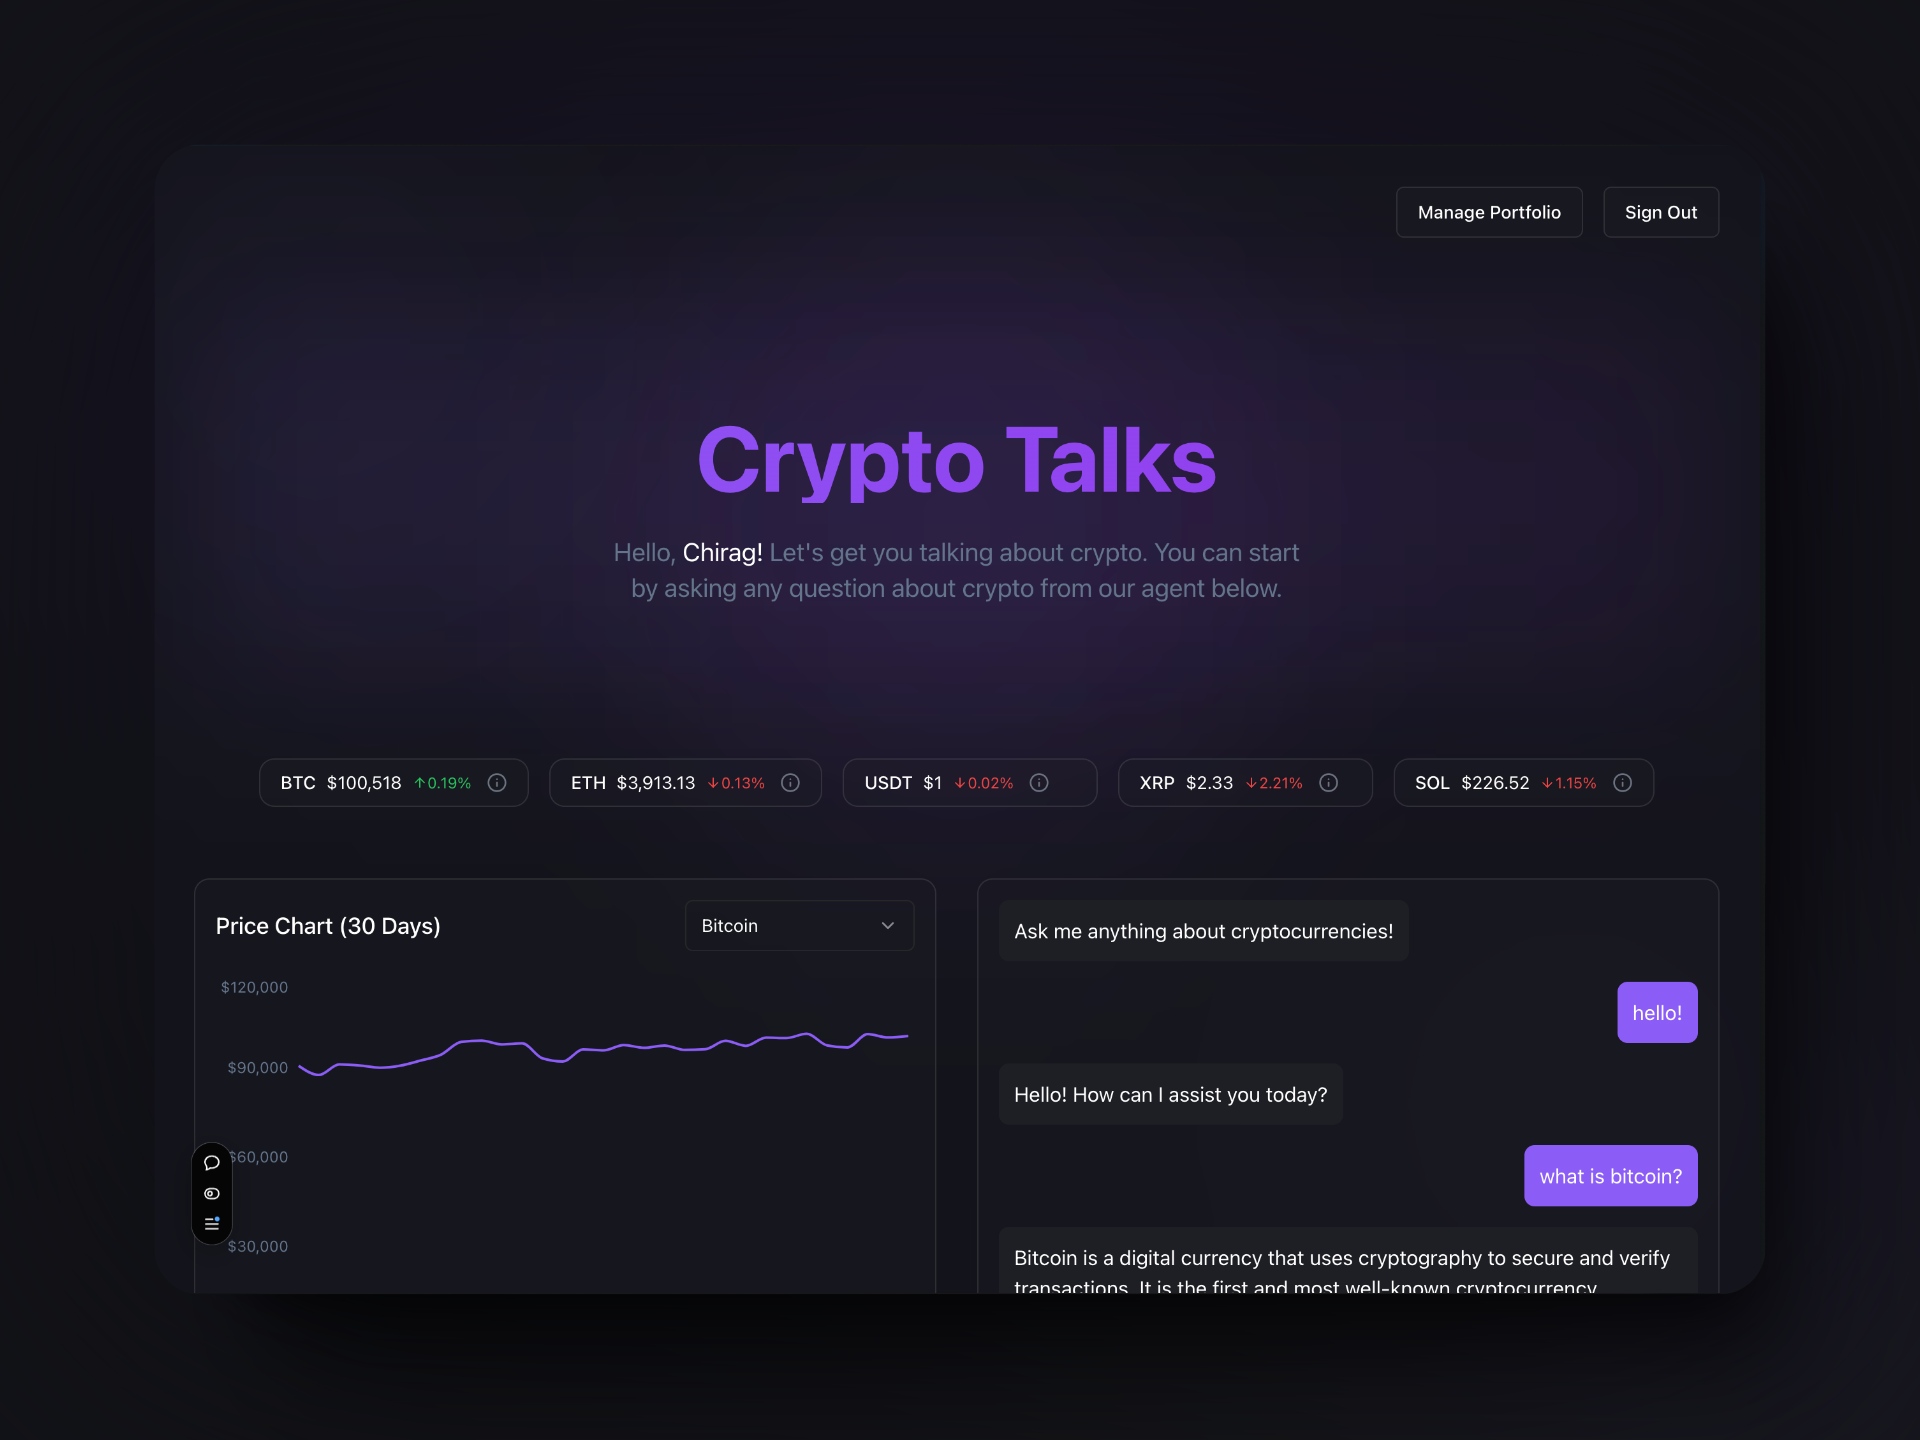 Manage Portfolio
Sign Out
Crypto Talks
Hello, Chirag! Let's get you talking about crypto. You can start
by asking any question about crypto from our agent below.
BTC $100,518 ↑0.19%
ETH $3,913.13 ↓0.13%
USDT $1 ↓0.02%
XRP $2.33 ↓2.21%
SOL $226.52 ↓1.15%
Price Chart (30 Days)
Bitcoin
$120,000
$90,000
$60,000
$30,000
Ask me anything about cryptocurrencies!
hello!
Hello! How can I assist you today?
what is bitcoin?
Bitcoin is a digital currency that uses cryptography to secure and verify
transactions. It is the first and most well-known cryptocurrency